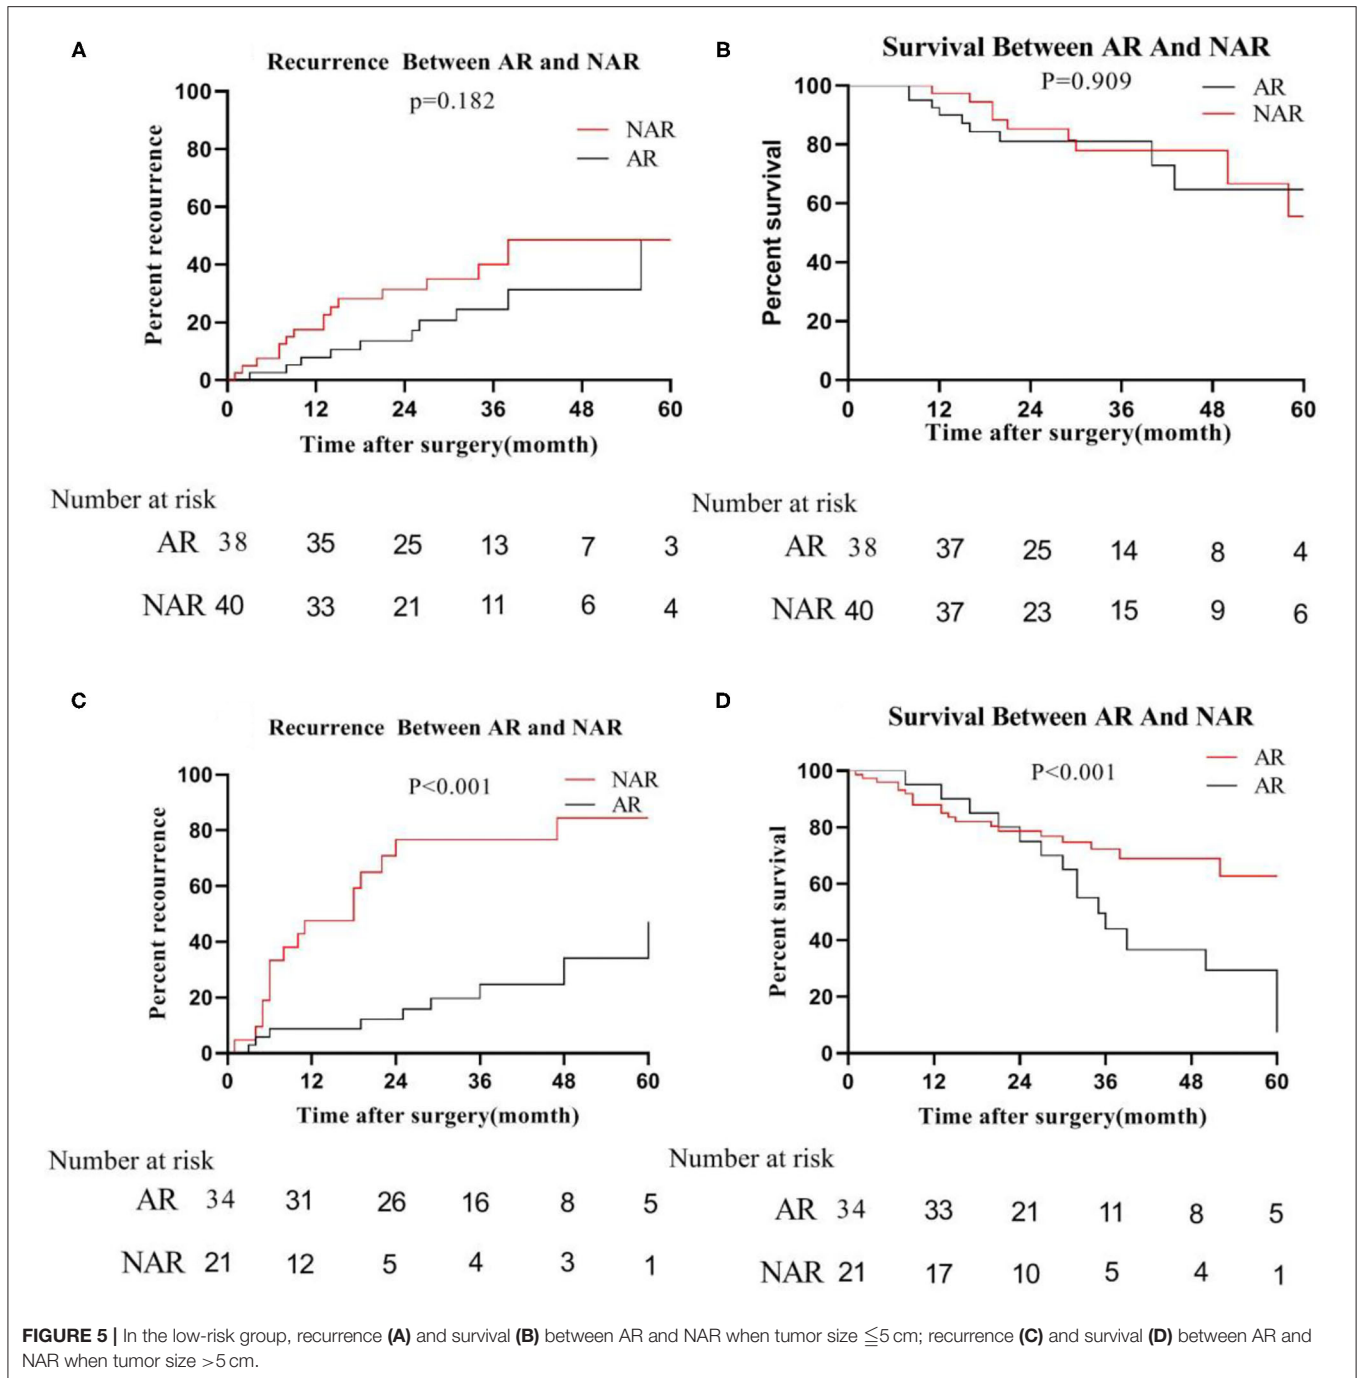 A
Recurrence Between AR and NAR
p=0.182
NAR
AR
100
80
60
40
20
0
Percent recourrence
0 12 24 36 48 60
Time after surgery(momth)
Number at risk
AR 38 35 25 13 7 3
NAR 40 33 21 11 6 4
B
Survival Between AR And NAR
P=0.909
AR
NAR
100
80
60
40
20
0
Percent survival
0 12 24 36 48 60
Time after surgery(momth)
Number at risk
AR 38 37 25 14 8 4
NAR 40 37 23 15 9 6
C
Recurrence Between AR and NAR
P<0.001
NAR
AR
100
80
60
40
20
0
Percent recourrence
0 12 24 36 48 60
Time after surgery(momth)
Number at risk
AR 34 31 26 16 8 5
NAR 21 12 5 4 3 1
D
Survival Between AR And NAR
P<0.001
AR
AR
100
80
60
40
20
0
Percent survival
0 12 24 36 48 60
Time after surgery(momth)
Number at risk
AR 34 33 21 11 8 5
NAR 21 17 10 5 4 1
FIGURE 5 | In the low-risk group, recurrence (A) and survival (B) between AR and NAR when tumor size ≦5 cm; recurrence (C) and survival (D) between AR and
NAR when tumor size >5 cm.